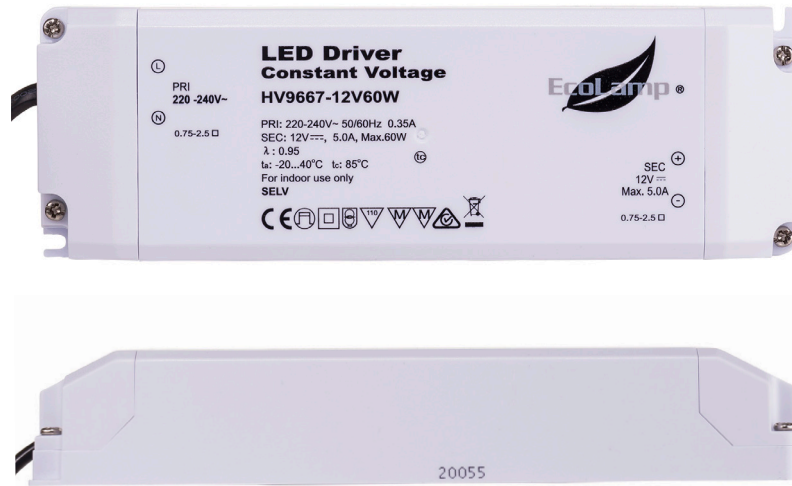 LED Driver
Constant Voltage
HV9667-12V60W
EcoLamp ®
L
PRI
220 -240V~
N
0.75-2.5 □
PRI: 220-240V~ 50/60Hz 0.35A
SEC: 12V⎓, 5.0A, Max.60W
λ : 0.95
ta: -20...40°C tc: 85°C
tc
For indoor use only
SELV
CE 110 M M
SEC
12V ⎓
Max. 5.0A
+
-
0.75-2.5 □
20055